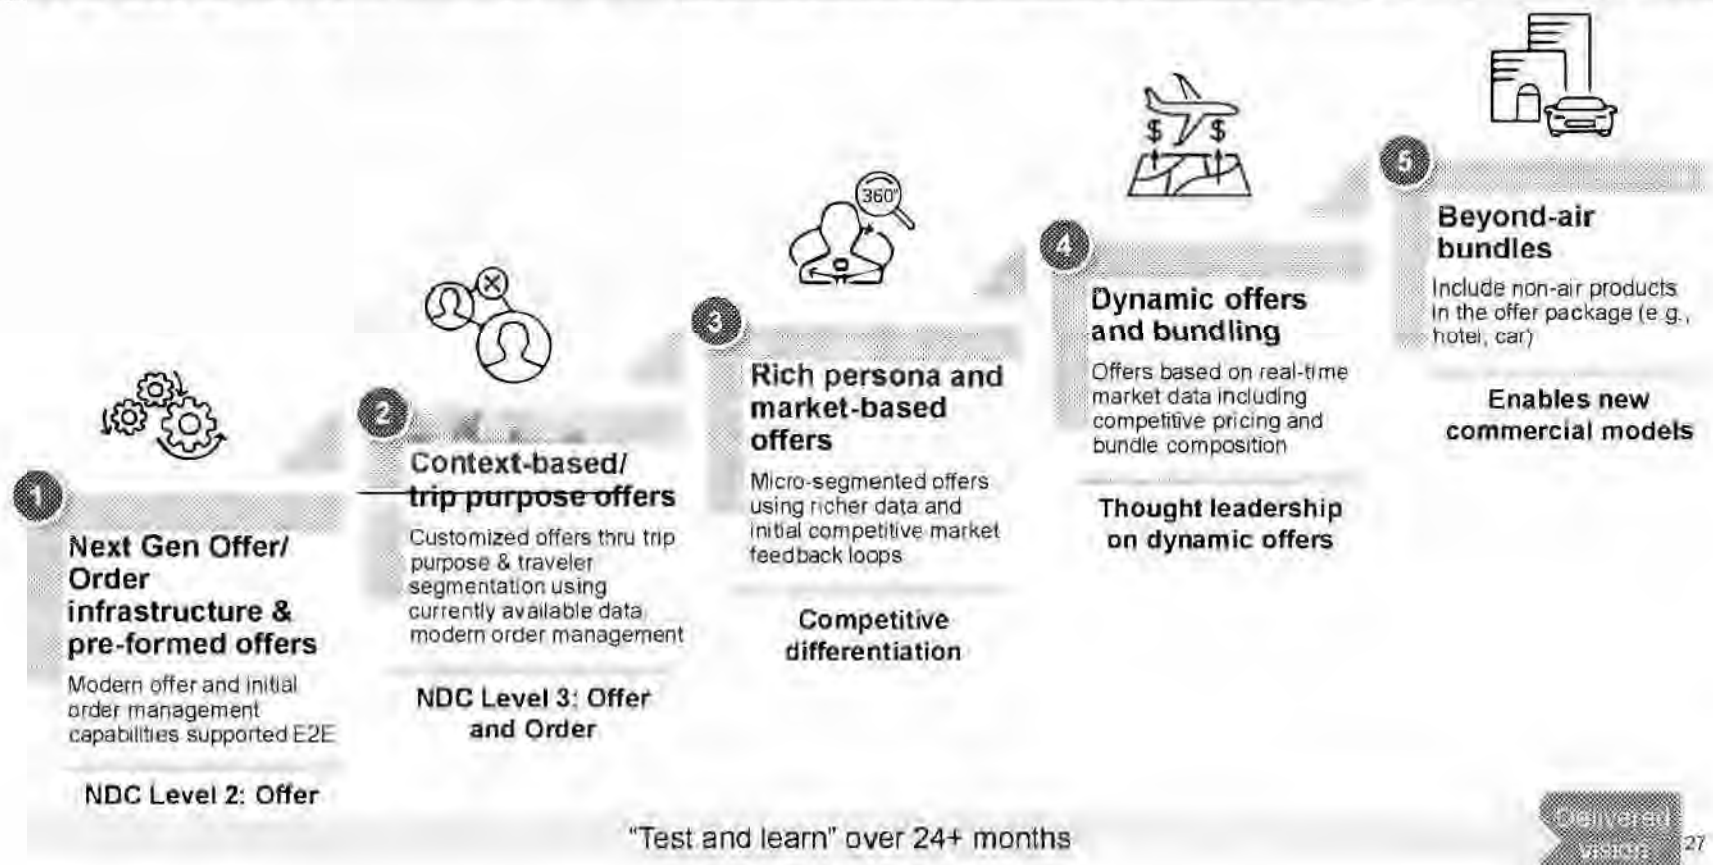 1
Next Gen Offer/
Order
infrastructure &
pre-formed offers
Modern offer and initial
order management
capabilities supported E2E
NDC Level 2: Offer
2
Context-based/
trip purpose offers
Customized offers thru trip
purpose & traveler
segmentation using
currently available data,
modern order management
NDC Level 3: Offer
and Order
360°
3
Rich persona and
market-based
offers
Micro-segmented offers
using richer data and
initial competitive market
feedback loops
Competitive
differentiation
$ $
4
Dynamic offers
and bundling
Offers based on real-time
market data including
competitive pricing and
bundle composition
Thought leadership
on dynamic offers
5
Beyond-air
bundles
Include non-air products
in the offer package (e.g.,
hotel, car)
Enables new
commercial models
"Test and learn" over 24+ months
Delivered
vision
27